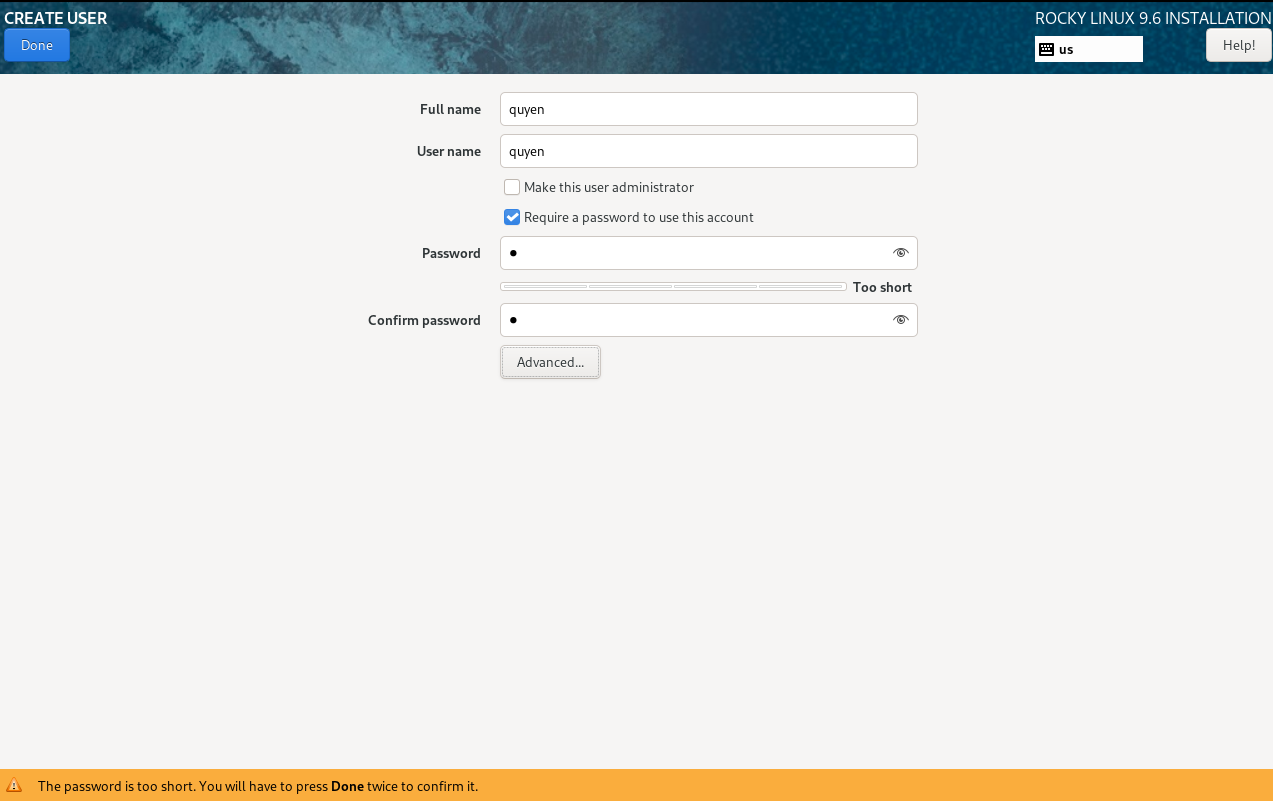 CREATE USER
ROCKY LINUX 9.6 INSTALLATION
Done
us
Help!
Full name
quyen
User name
quyen
Make this user administrator
Require a password to use this account
Password
●
Too short
Confirm password
●
Advanced...
The password is too short. You will have to press Done twice to confirm it.